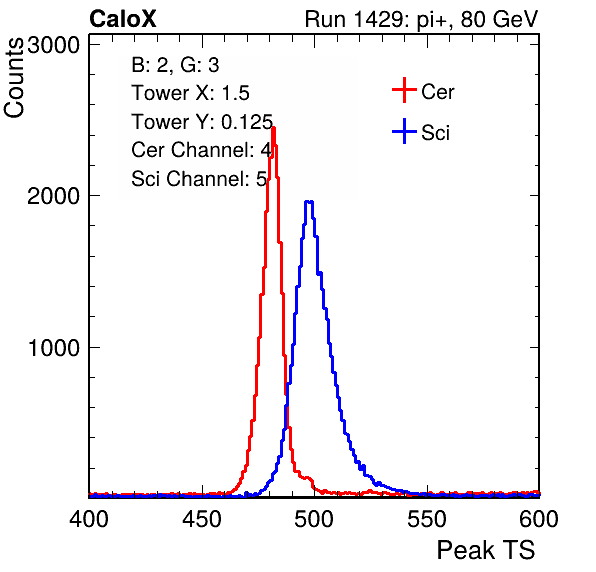 CaloX
Run 1429: pi+, 80 GeV
Counts
3000
2000
1000
B: 2, G: 3
Tower X: 1.5
Tower Y: 0.125
Cer Channel: 4
Sci Channel: 5
Cer
Sci
400
450
500
550
600
Peak TS